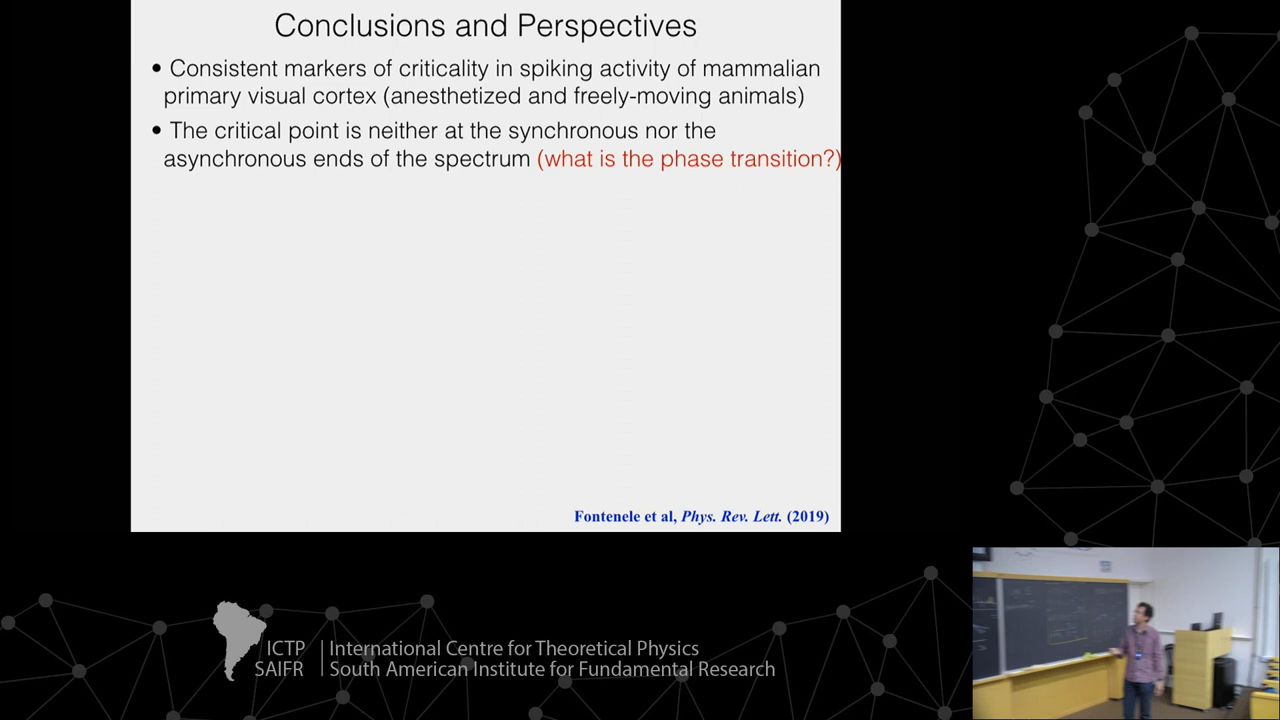 Conclusions and Perspectives
• Consistent markers of criticality in spiking activity of mammalian
primary visual cortex (anesthetized and freely-moving animals)
• The critical point is neither at the synchronous nor the
asynchronous ends of the spectrum (what is the phase transition?)
Fontenele et al, Phys. Rev. Lett. (2019)
ICTP | International Centre for Theoretical Physics
SAIFR | South American Institute for Fundamental Research